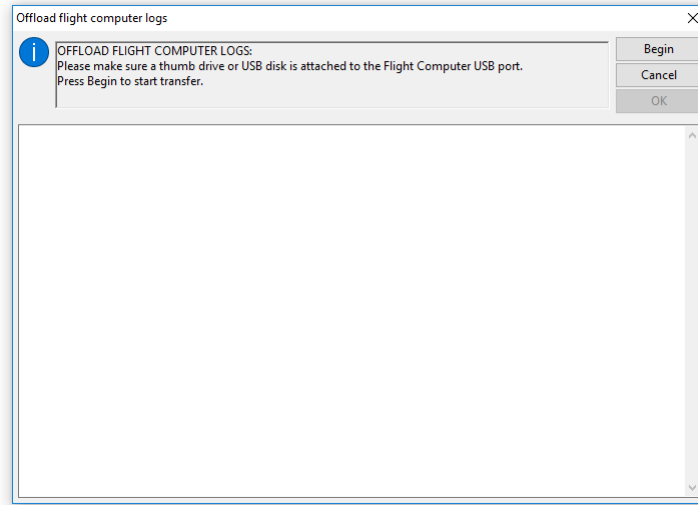 Offload flight computer logs
OFFLOAD FLIGHT COMPUTER LOGS:
Please make sure a thumb drive or USB disk is attached to the Flight Computer USB port.
Press Begin to start transfer.
Begin
Cancel
OK